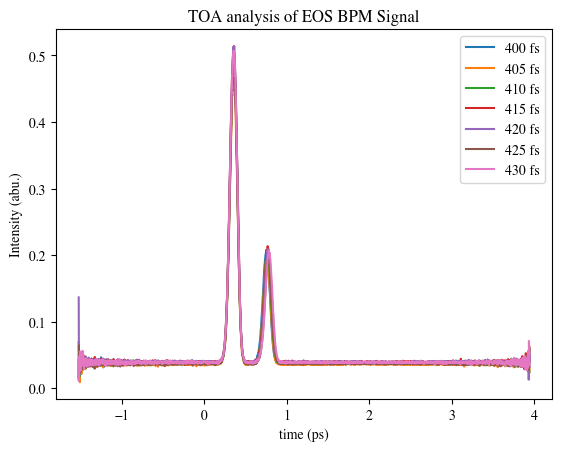 TOA analysis of EOS BPM Signal
Intensity (abu.)
0.5
0.4
0.3
0.2
0.1
0.0
400 fs
405 fs
410 fs
415 fs
420 fs
425 fs
430 fs
−1
0
1
2
3
4
time (ps)